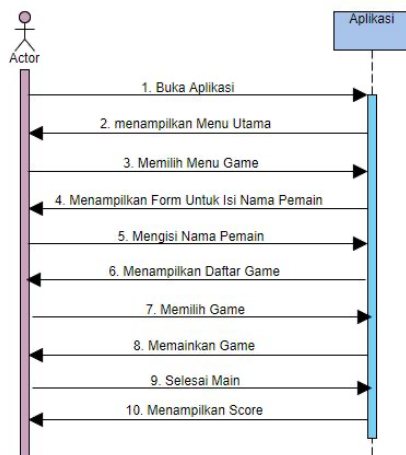 Aplikasi
Actor
1. Buka Aplikasi
2. menampilkan Menu Utama
3. Memilih Menu Game
4. Menampilkan Form Untuk Isi Nama Pemain
5. Mengisi Nama Pemain
6. Menampilkan Daftar Game
7. Memilih Game
8. Memainkan Game
9. Selesai Main
10. Menampilkan Score